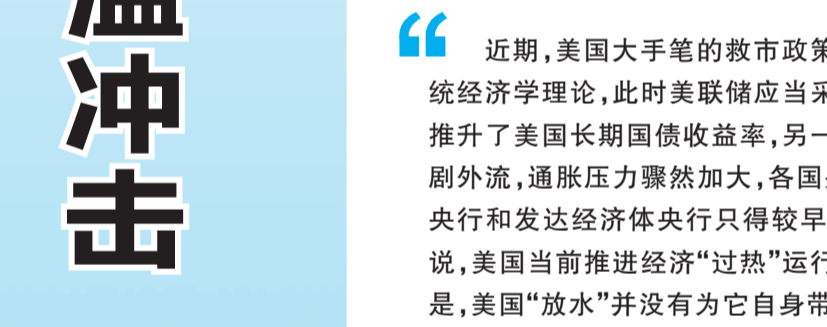 冲
击
近期,美国大手笔的救市政策
统经济学理论,此时美联储应当采
推升了美国长期国债收益率,另一
剧外流,通胀压力骤然加大,各国
央行和发达经济体央行只得较早
说,美国当前推进经济“过热”运行
是,美国“放水”并没有为它自身带